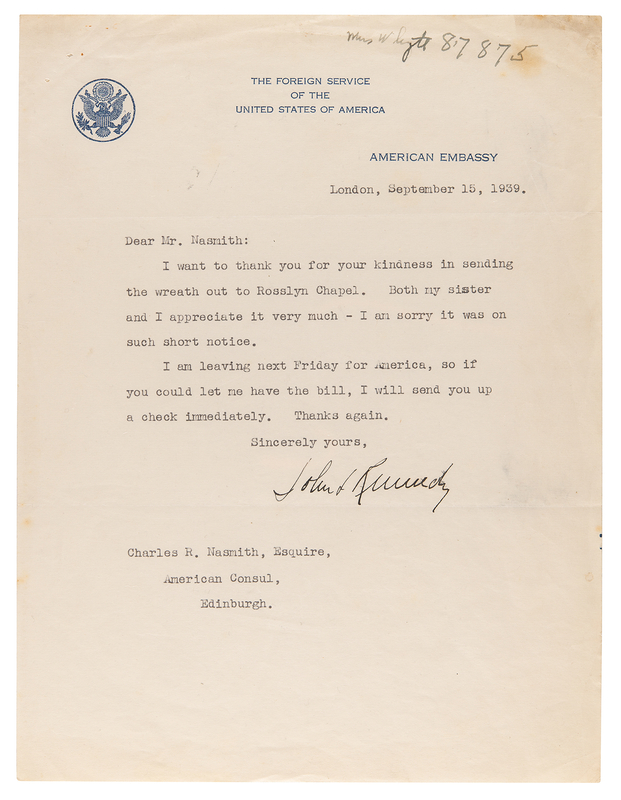 87875
THE FOREIGN SERVICE
OF THE
UNITED STATES OF AMERICA
AMERICAN EMBASSY
London, September 15, 1939.
Dear Mr. Nasmith:
I want to thank you for your kindness in sending
the wreath out to Rosslyn Chapel. Both my sister
and I appreciate it very much - I am sorry it was on
such short notice.
I am leaving next Friday for America, so if
you could let me have the bill, I will send you up
a check immediately. Thanks again.
Sincerely yours,
John F Kennedy
Charles R. Nasmith, Esquire,
American Consul,
Edinburgh.